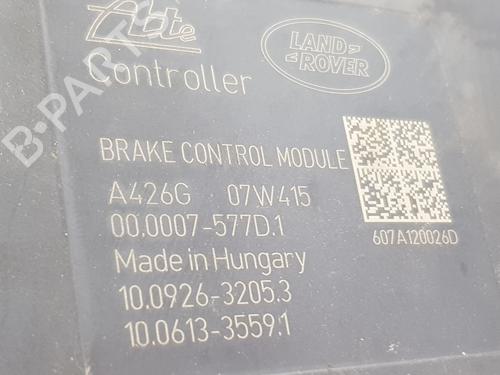 Ate
LAND
ROVER
Controller
BRAKE CONTROL MODULE
A426G 07W415
00.0007-577D.1
607A120026D
Made in Hungary
10.0926-3205.3
10.0613-3559.1
B-PARTS